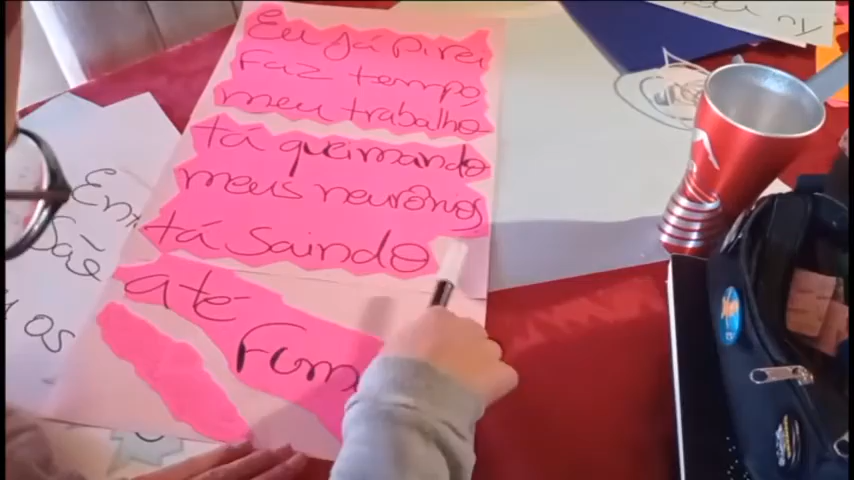 Eu já pirei
Faz tempo
meu trabalho
tá queimando
meus neurônios
tá saindo
até
Fum